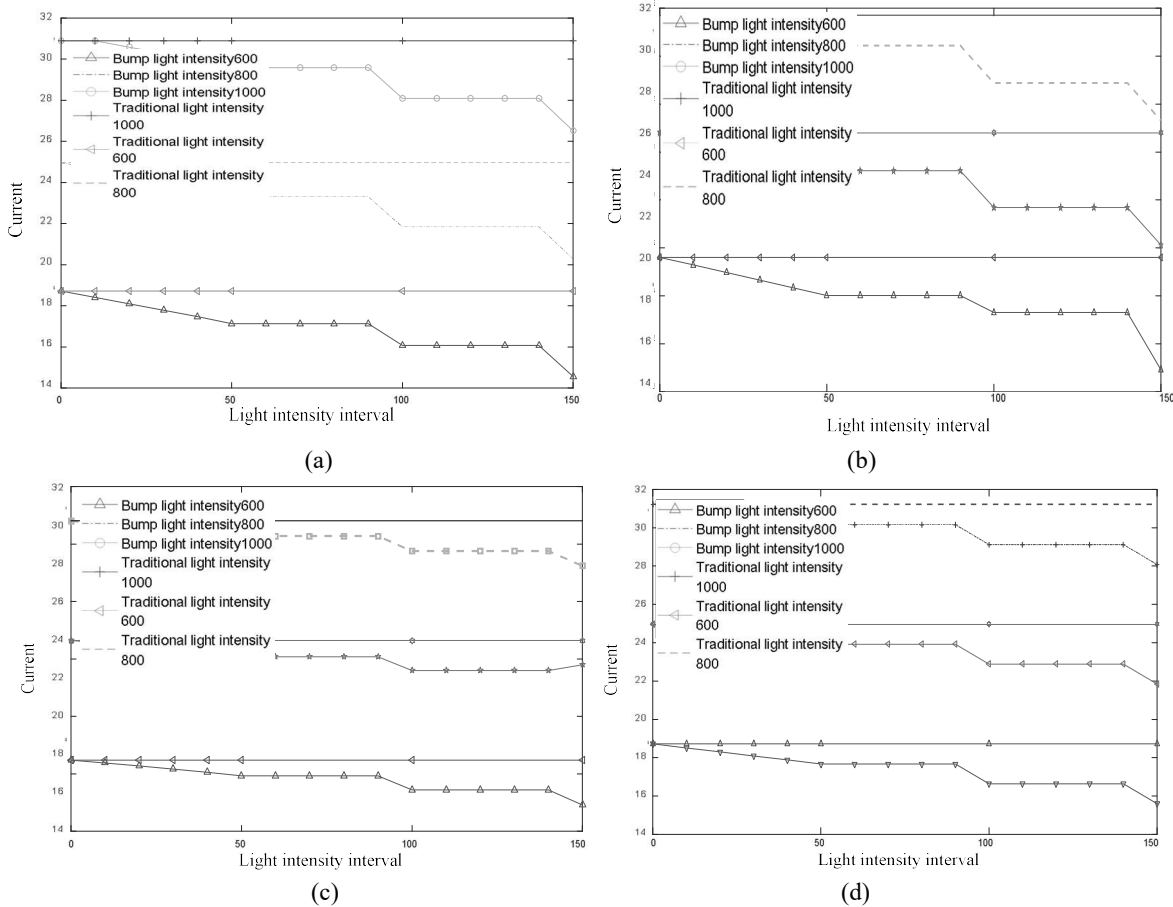 32
30
28
26
25
22
20
18
16
14
0
50
100
150
Current
Light intensity interval
Bump light intensity600
Bump light intensity800
Bump light intensity1000
Traditional light intensity
1000
Traditional light intensity
600
Traditional light intensity
800
(a)
32
30
28
26
24
22
20
18
16
14
0
50
100
150
Current
Light intensity interval
Bump light intensity600
Bump light intensity800
Bump light intensity1000
Traditional light intensity
1000
Traditional light intensity
600
Traditional light intensity
800
(b)
32
30
28
26
24
22
20
18
16
14
0
50
100
150
Current
Light intensity interval
Bump light intensity600
Bump light intensity800
Bump light intensity1000
Traditional light intensity
1000
Traditional light intensity
600
Traditional light intensity
800
(c)
32
30
28
26
24
22
19
18
16
14
0
50
100
150
Current
Light intensity interval
Bump light intensity600
Bump light intensity800
Bump light intensity1000
Traditional light intensity
1000
Traditional light intensity
600
Traditional light intensity
800
(d)